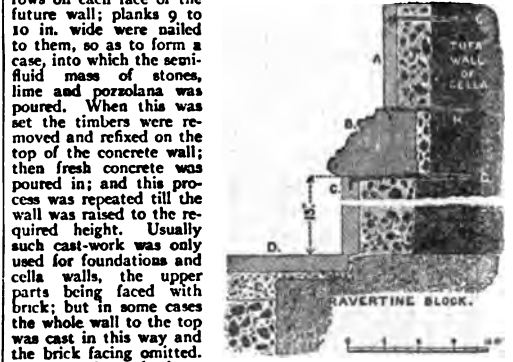 rows on each face of the
future wall; planks 9 to
10 in. wide were nailed
to them, so as to form a
case, into which the semi-
fluid mass of stones,
lime and pozzolana was
poured. When this was
set the timbers were re-
moved and refixed on the
top of the concrete wall;
then fresh concrete was
poured in; and this pro-
cess was repeated till the
wall was raised to the re-
quired height. Usually
such cast-work was only
used for foundations and
cella walls, the upper
parts being faced with
brick; but in some cases
the whole wall to the top
was cast in this way and
the brick facing omitted.
A
TUFA
WALL
OF
CELLA
B.
C.
D.
RAVERTINE BLOCK.